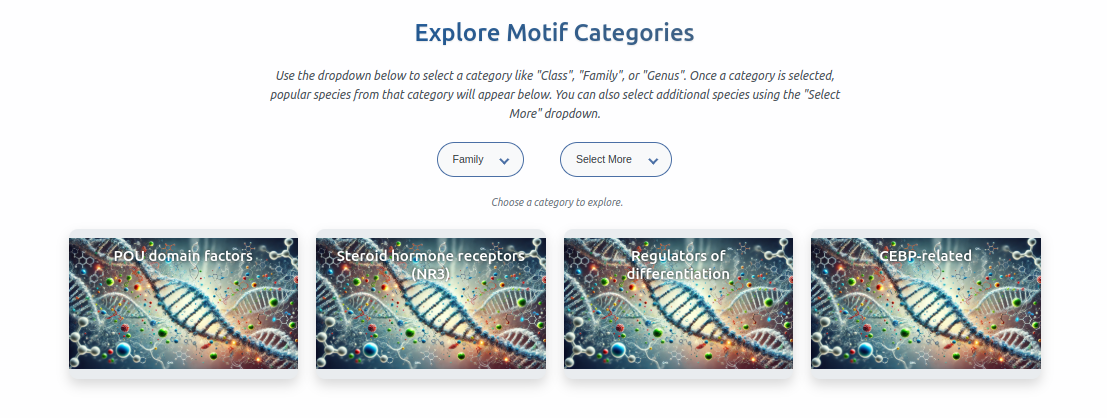 Explore Motif Categories
Use the dropdown below to select a category like "Class", "Family", or "Genus". Once a category is selected,
popular species from that category will appear below. You can also select additional species using the "Select
More" dropdown.
Family
Select More
Choose a category to explore.
POU domain factors
Steroid hormone receptors
(NR3)
Regulators of
differentiation
CEBP-related